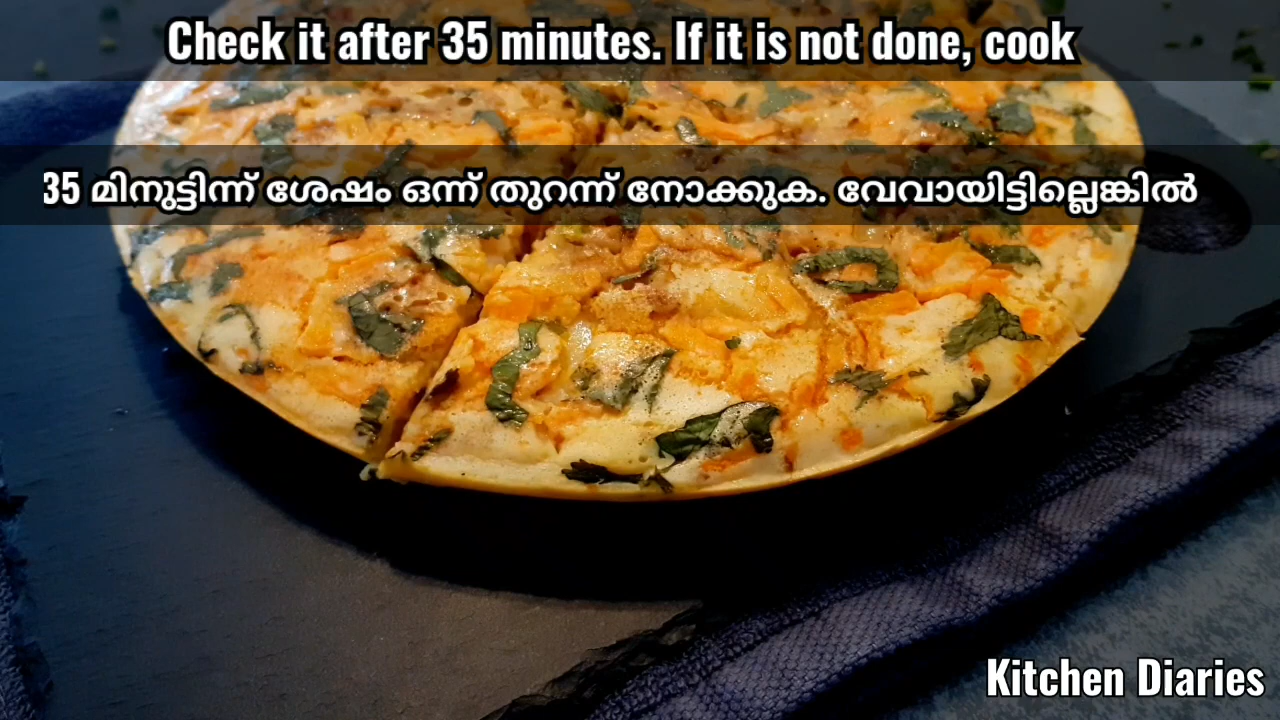 Check it after 35 minutes. If it is not done, cook
35 മിനുട്ടിന്ന് ശേഷം ഒന്ന് തുറന്ന് നോക്കുക. വേവായിട്ടില്ലെങ്കിൽ
Kitchen Diaries